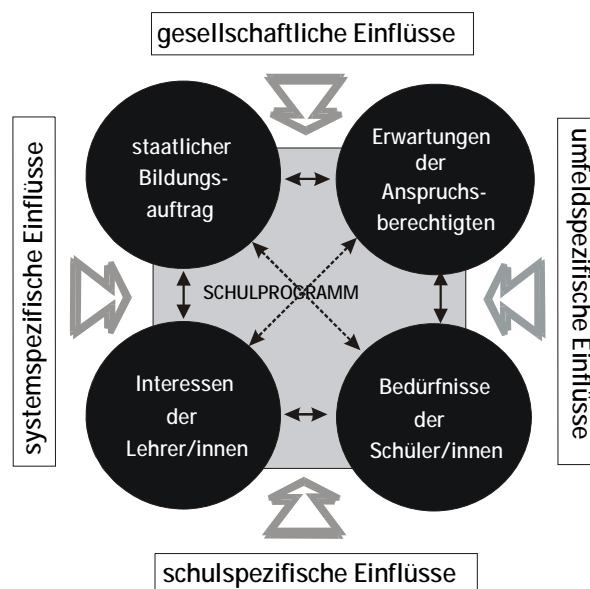 gesellschaftliche Einflüsse
systemspezifische Einflüsse
staatlicher
Bildungs-
auftrag
Erwartungen
der
Anspruchs-
berechtigten
umfeldspezifische Einflüsse
SCHULPROGRAMM
Interessen
der
Lehrer/innen
Bedürfnisse
der
Schüler/innen
schulspezifische Einflüsse